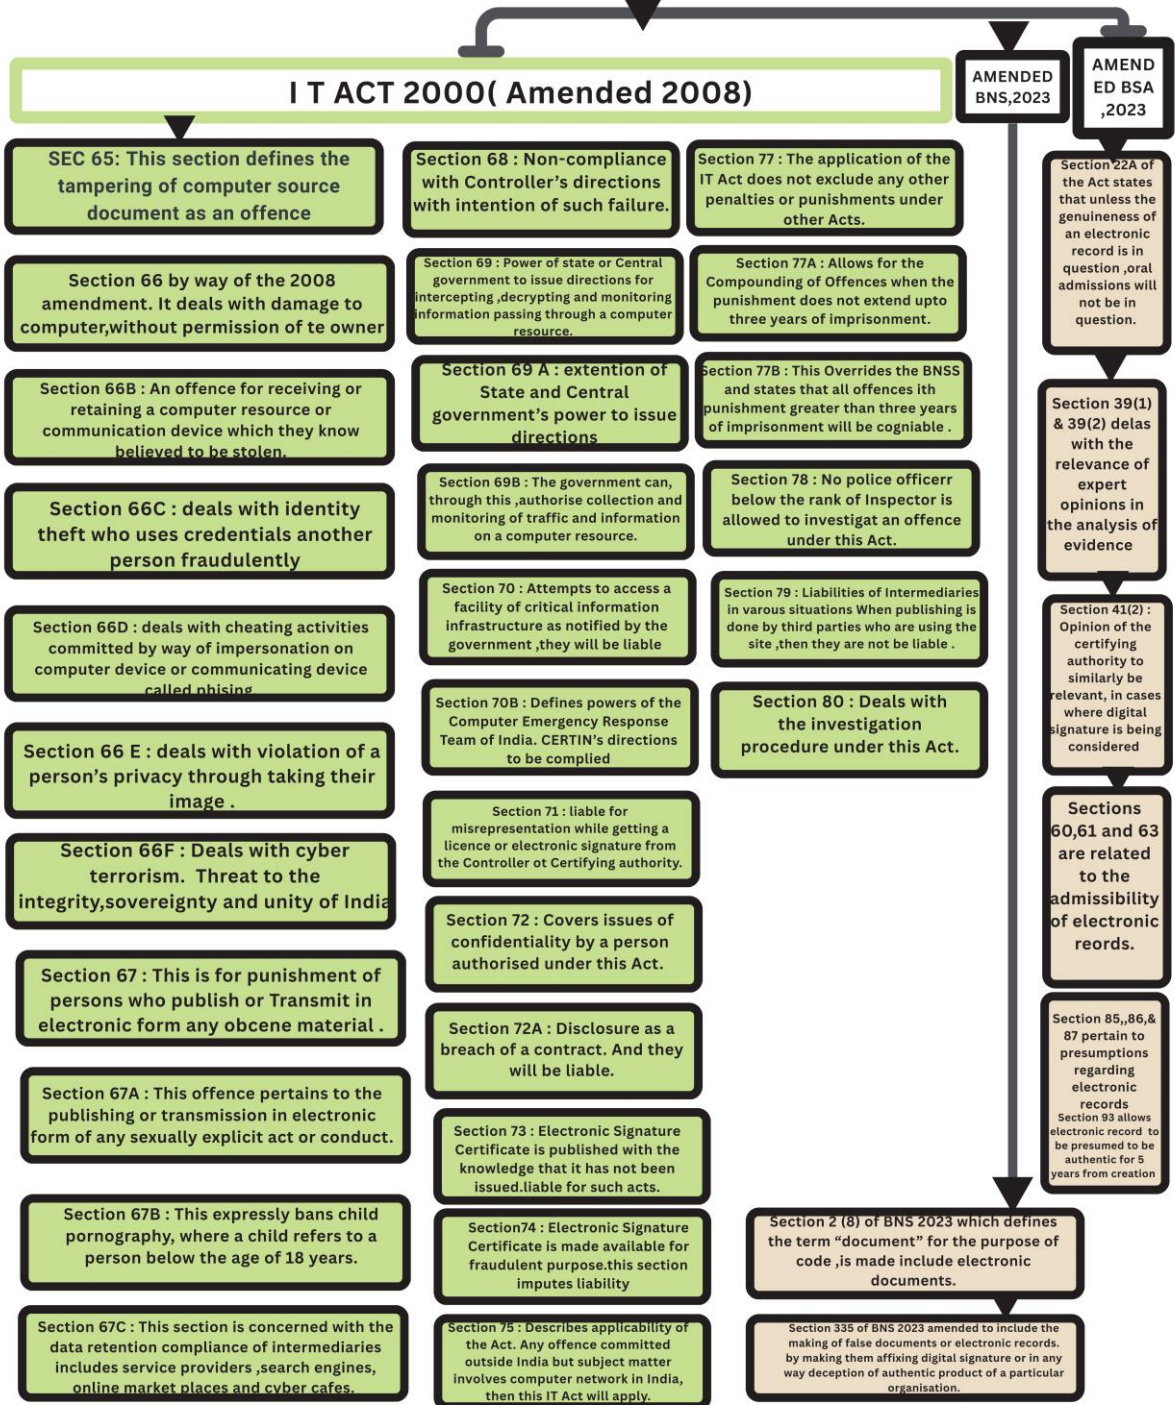 I T ACT 2000( Amended 2008)
AMENDED
BNS,2023
AMEND
ED BSA
,2023
SEC 65: This section defines the
tampering of computer source
document as an offence
Section 66 by way of the 2008
amendment. It deals with damage to
computer,without permission of te owner
Section 66B : An offence for receiving or
retaining a computer resource or
communication device which they know
believed to be stolen.
Section 66C : deals with identity
theft who uses credentials another
person fraudulently
Section 66D : deals with cheating activities
committed by way of impersonation on
computer device or communicating device
called phising
Section 66 E : deals with violation of a
person's privacy through taking their
image .
Section 66F : Deals with cyber
terrorism. Threat to the
integrity,sovereignty and unity of India
Section 67 : This is for punishment of
persons who publish or Transmit in
electronic form any obscene material .
Section 67A : This offence pertains to the
publishing or transmission in electronic
form of any sexually explicit act or conduct.
Section 67B : This expressly bans child
pornography, where a child refers to a
person below the age of 18 years.
Section 67C : This section is concerned with the
data retention compliance of intermediaries
includes service providers ,search engines,
online market places and cyber cafes.
Section 68 : Non-compliance
with Controller's directions
with intention of such failure.
Section 69 : Power of state or Central
government to issue directions for
intercepting ,decrypting and monitoring
information passing through a computer
resource.
Section 69 A : extention of
State and Central
government's power to issue
directions
Section 69B : The government can,
through this ,authorise collection and
monitoring of traffic and information
on a computer resource.
Section 70 : Attempts to access a
facility of critical information
infrastructure as notified by the
government ,they will be liable
Section 70B : Defines powers of the
Computer Emergency Response
Team of India. CERTIN's directions
to be complied
Section 71 : liable for
misrepresentation while getting a
licence or electronic signature from
the Controller ot Certifying authority.
Section 72 : Covers issues of
confidentiality by a person
authorised under this Act.
Section 72A : Disclosure as a
breach of a contract. And they
will be liable.
Section 73 : Electronic Signature
Certificate is published with the
knowledge that it has not been
issued.liable for such acts.
Section74 : Electronic Signature
Certificate is made available for
fraudulent purpose.this section
imputes liability
Section 75 : Describes applicability of
the Act. Any offence committed
outside India but subject matter
involves computer network in India,
then this IT Act will apply.
Section 77 : The application of the
IT Act does not exclude any other
penalties or punishments under
other Acts.
Section 77A : Allows for the
Compounding of Offences when the
punishment does not extend upto
three years of imprisonment.
Section 77B : This Overrides the BNSS
and states that all offences ith
punishment greater than three years
of imprisonment will be cogniable .
Section 78 : No police officerr
below the rank of Inspector is
allowed to investigat an offence
under this Act.
Section 79 : Liabilities of Intermediaries
in varous situations When publishing is
done by third parties who are using the
site ,then they are not be liable .
Section 80 : Deals with
the investigation
procedure under this Act.
Section 2 (8) of BNS 2023 which defines
the term "document" for the purpose of
code ,is made include electronic
documents.
Section 335 of BNS 2023 amended to include the
making of false documents or electronic records.
by making them affixing digital signature or in any
way deception of authentic product of a particular
organisation.
Section 22A of
the Act states
that unless the
genuineness of
an electronic
record is in
question ,oral
admissions will
not be in
question.
Section 39(1)
& 39(2) delas
with the
relevance of
expert
opinions in
the analysis of
evidence
Section 41(2) :
Opinion of the
certifying
authority to
similarly be
relevant, in cases
where digital
signature is being
considered
Sections
60,61 and 63
are related
to the
admissibility
of electronic
reords.
Section 85,,86,&
87 pertain to
presumptions
regarding
electronic
records
Section 93 allows
electronic record to
be presumed to be
authentic for 5
years from creation